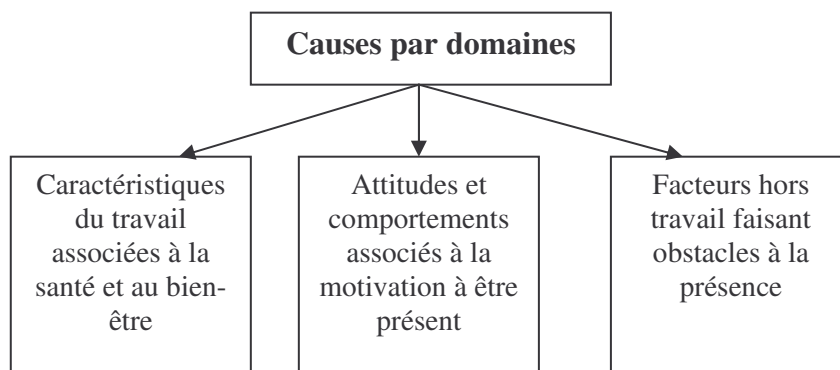 Causes par domaines
Caractéristiques
du travail
associées à la
santé et au bien-
être
Attitudes et
comportements
associés à la
motivation à être
présent
Facteurs hors
travail faisant
obstacles à la
présence